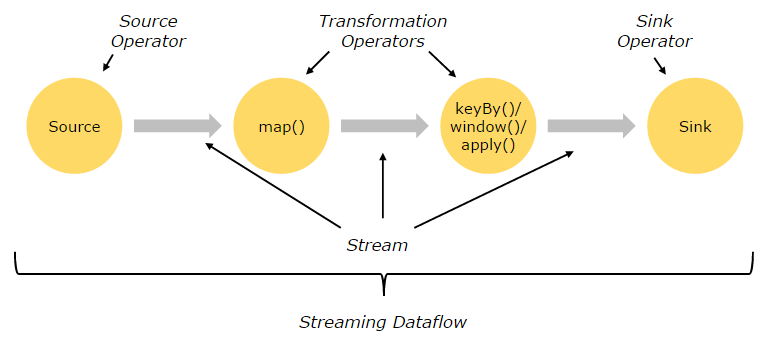 Source
Operator
Transformation
Operators
Sink
Operator
Source
map()
keyBy()/
window()/
apply()
Sink
Stream
Streaming Dataflow